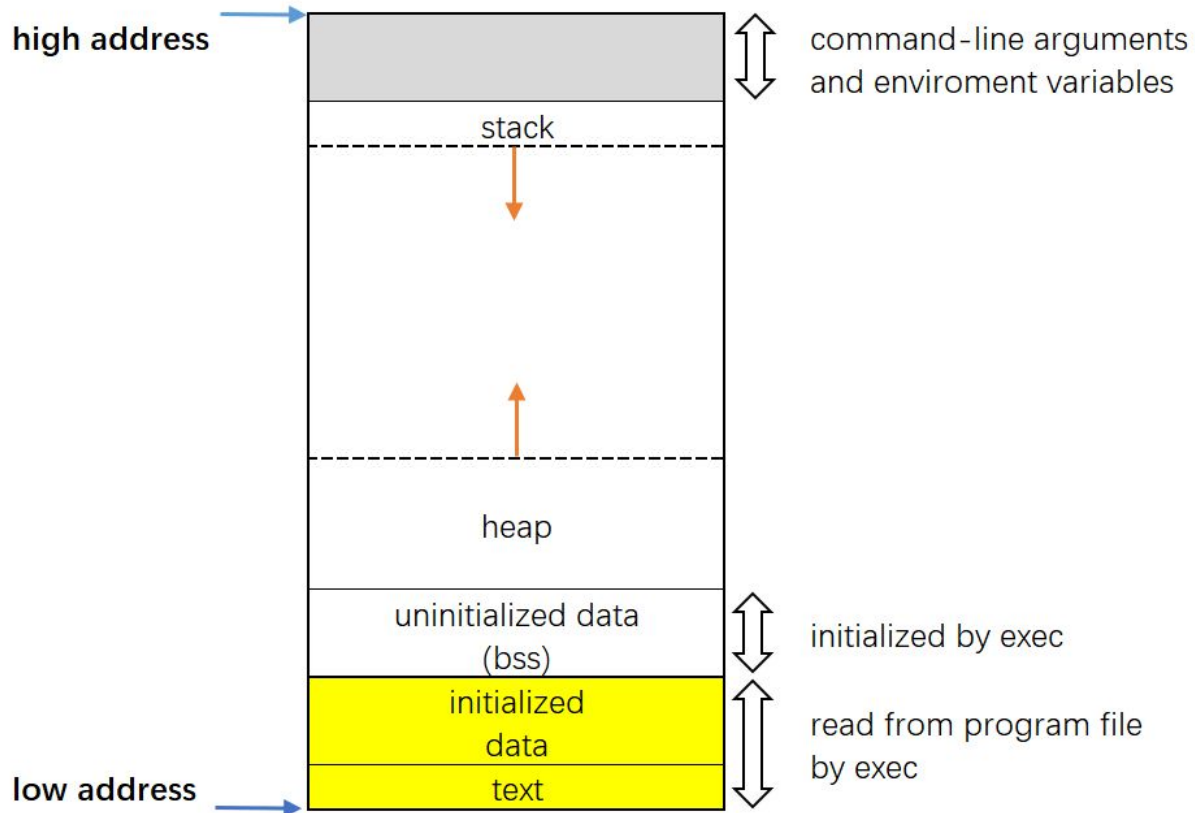 high address
command-line arguments
and enviroment variables
stack
heap
uninitialized data
(bss)
initialized by exec
initialized
data
read from program file
by exec
low address
text